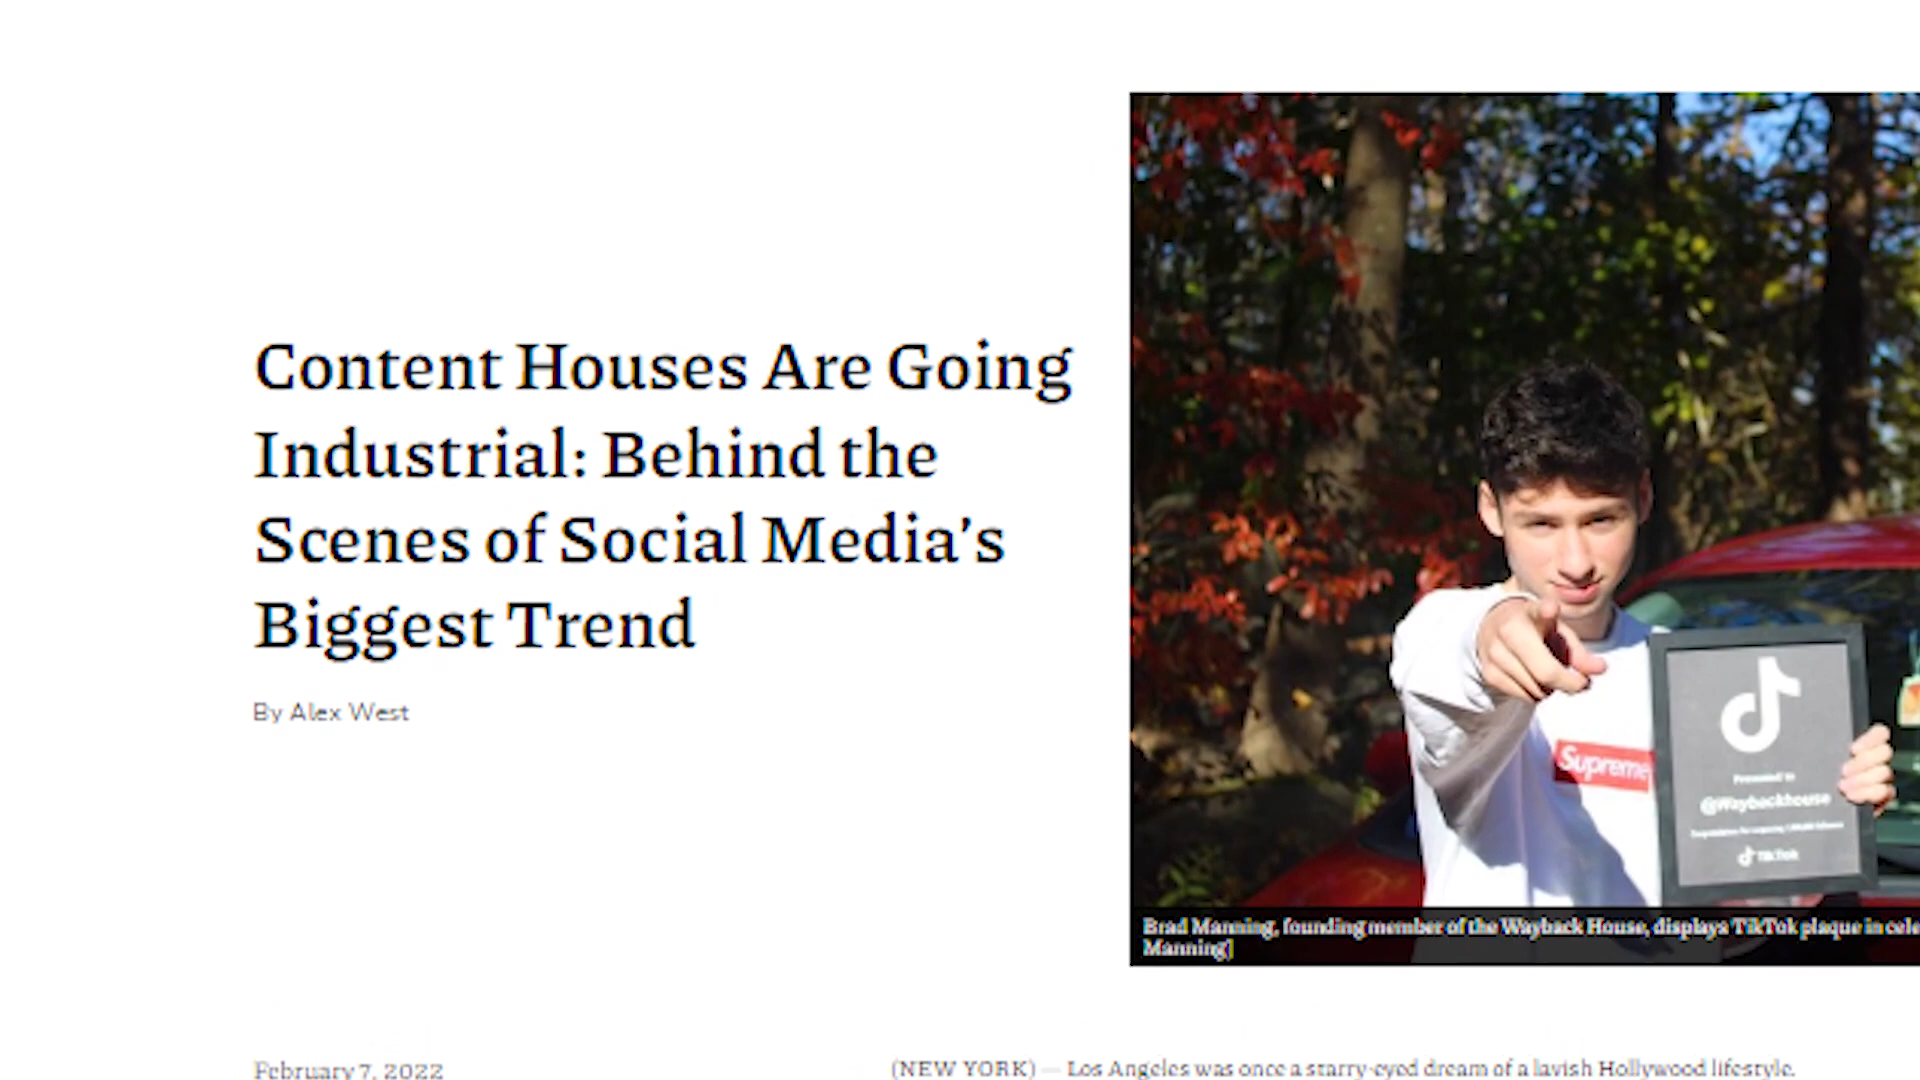 Content Houses Are Going
Industrial: Behind the
Scenes of Social Media's
Biggest Trend
By Alex West
Supreme
Presented to
@Waybackhouse
TikTok
Brad Manning, founding member of the Wayback House, displays TikTok plaque in cele
Manning]
February 7, 2022
(NEW YORK) — Los Angeles was once a starry-eyed dream of a lavish Hollywood lifestyle.